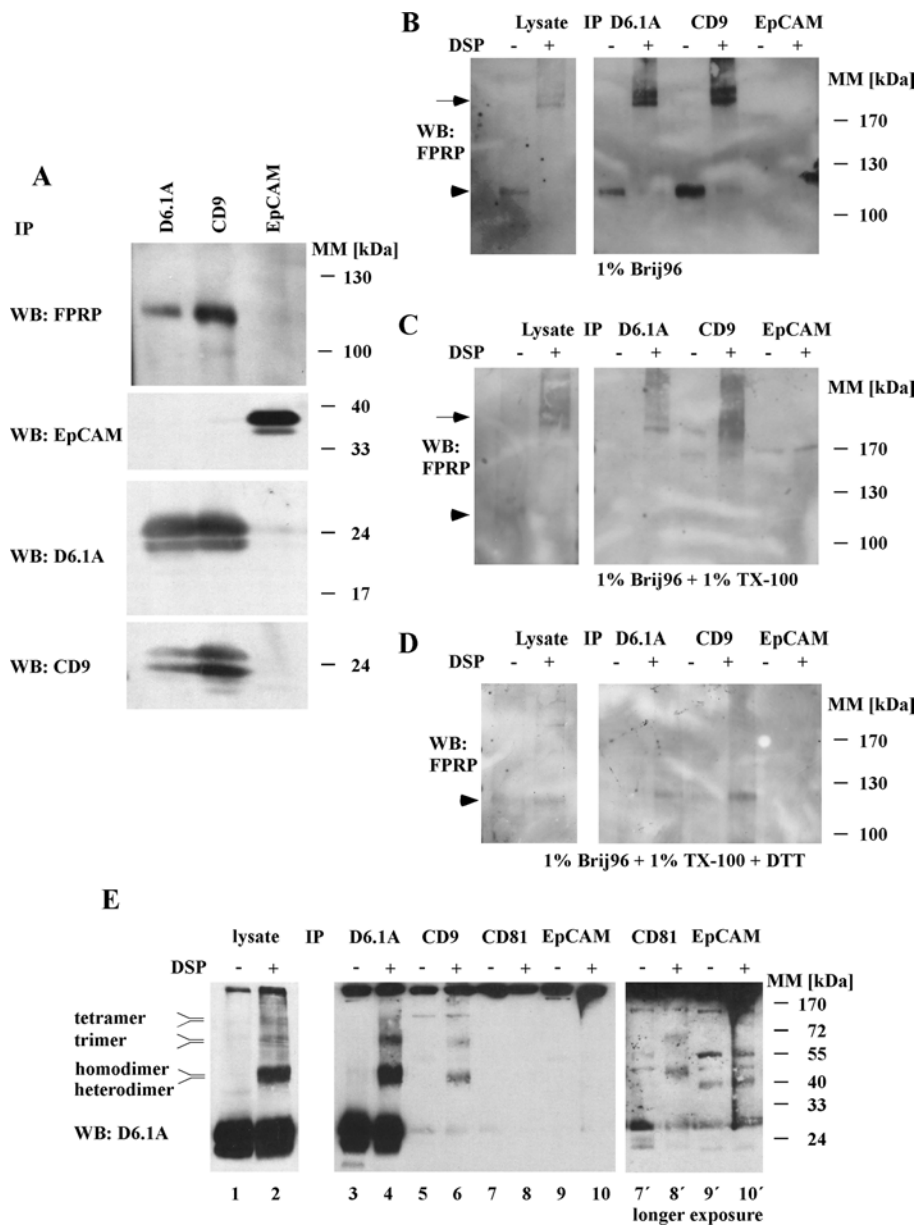 A
IP
D6.1A
CD9
EpCAM
MM [kDa]
WB: FPRP
130
100
WB: EpCAM
40
33
WB: D6.1A
24
17
WB: CD9
24
B
Lysate IP D6.1A CD9 EpCAM
DSP - + - + - + - +
MM [kDa]
WB:
FPRP
170
130
100
1% Brij96
C
Lysate IP D6.1A CD9 EpCAM
DSP - + - + - + - +
MM [kDa]
WB:
FPRP
170
130
100
1% Brij96 + 1% TX-100
D
Lysate IP D6.1A CD9 EpCAM
DSP - + - + - + - +
MM [kDa]
WB:
FPRP
170
130
100
1% Brij96 + 1% TX-100 + DTT
E
lysate IP D6.1A CD9 CD81 EpCAM CD81 EpCAM
DSP - + - + - + - + - + - + - +
MM [kDa]
tetramer
trimer
homodimer
heterodimer
WB: D6.1A
170
72
55
40
33
24
1 2 3 4 5 6 7 8 9 10 7´ 8´ 9´ 10´
longer exposure